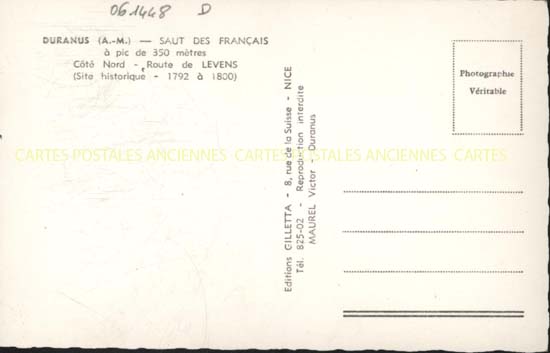 061448 D
DURANUS (A.-M.) — SAUT DES FRANÇAIS
à pic de 350 mètres
Côté Nord - Route de LEVENS
(Site historique - 1792 à 1800)
Editions GILLETTA - 8, rue de la Suisse - NICE
Tél. 825-02 - Reproduction interdite
MAUREL Victor - Duranus
Photographie
Véritable
CARTES POSTALES ANCIENNES CARTES POSTALES ANCIENNES